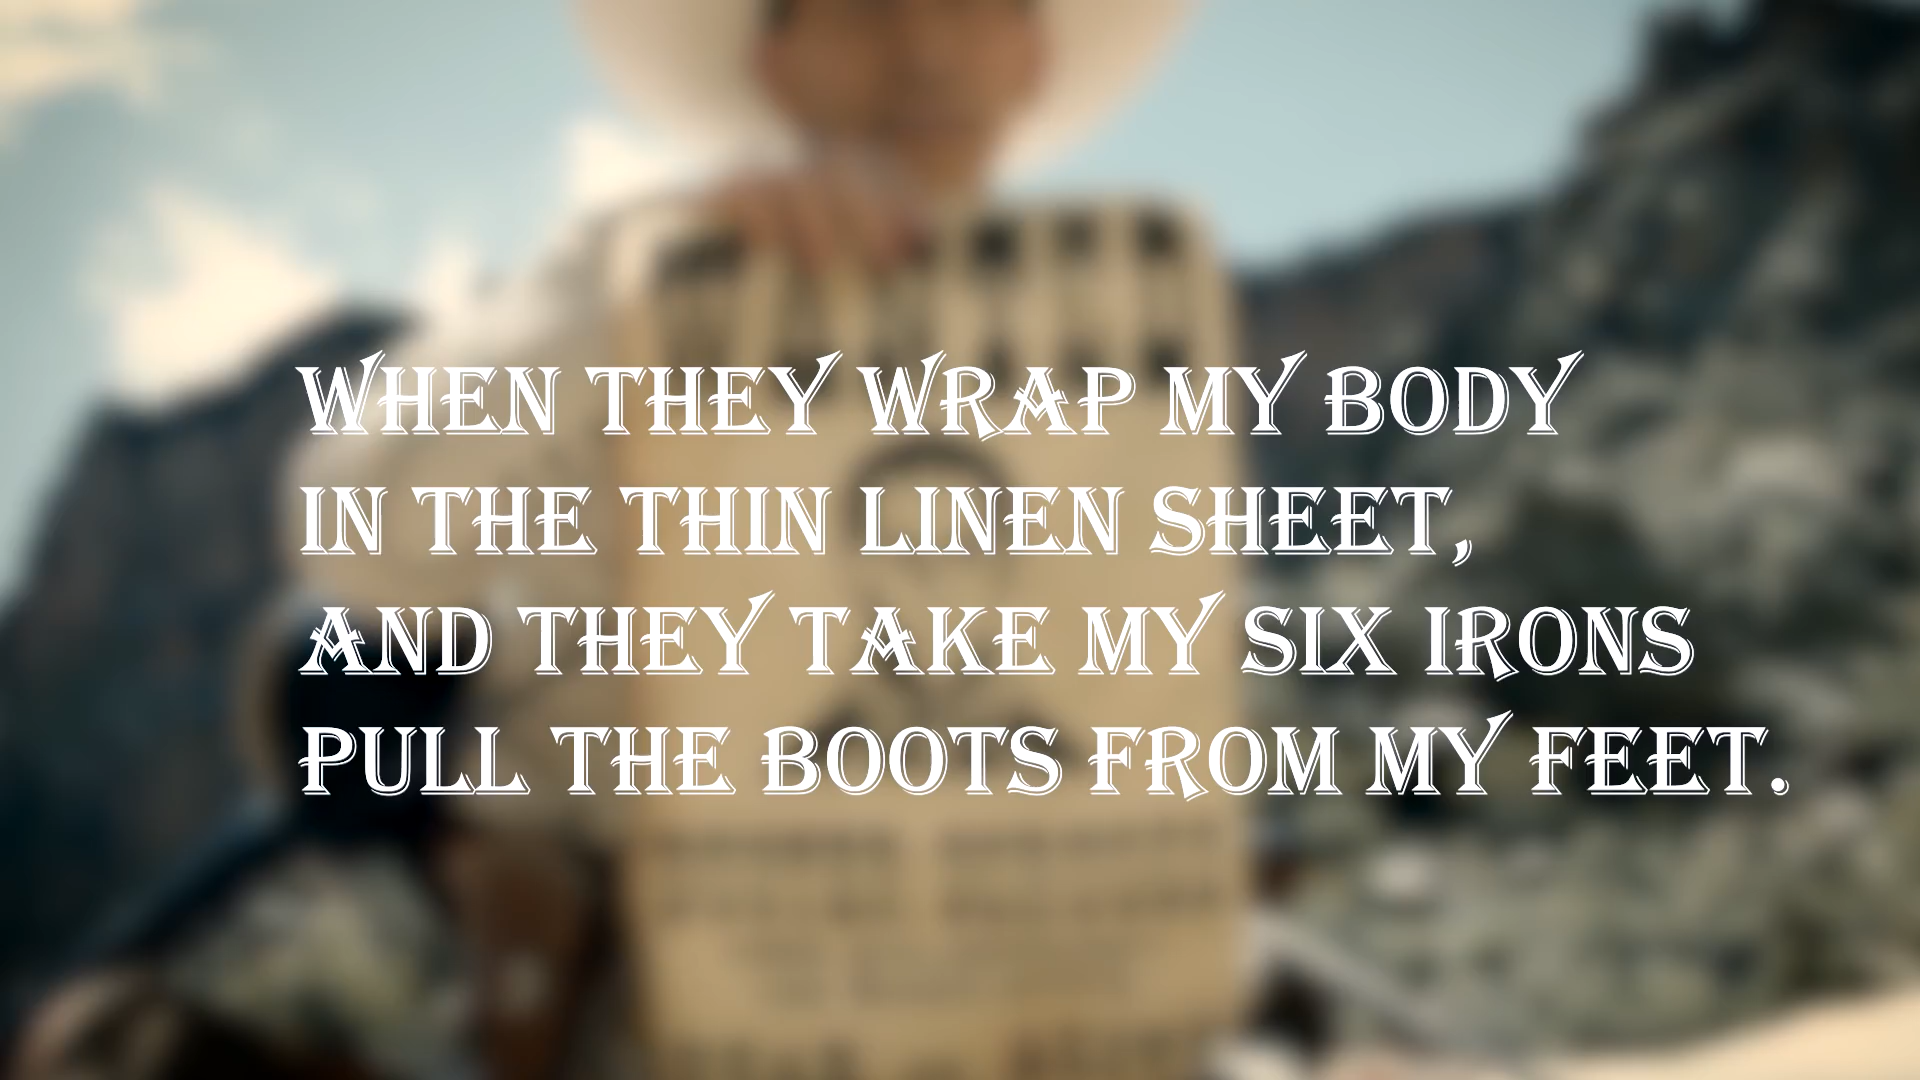 WHEN THEY WRAP MY BODY
IN THE THIN LINEN SHEET,
AND THEY TAKE MY SIX IRONS
PULL THE BOOTS FROM MY FEET.